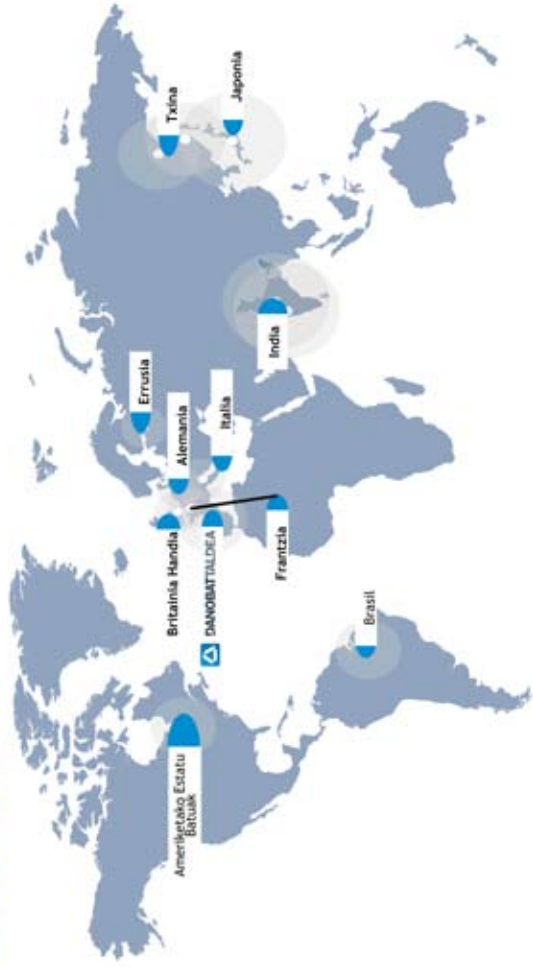 Ameriketako Estatu
Batuak
Britainia Handia
DANOBATTALDEA
Frantzia
Brasil
Errusia
Alemania
Italia
India
Txina
Japonia